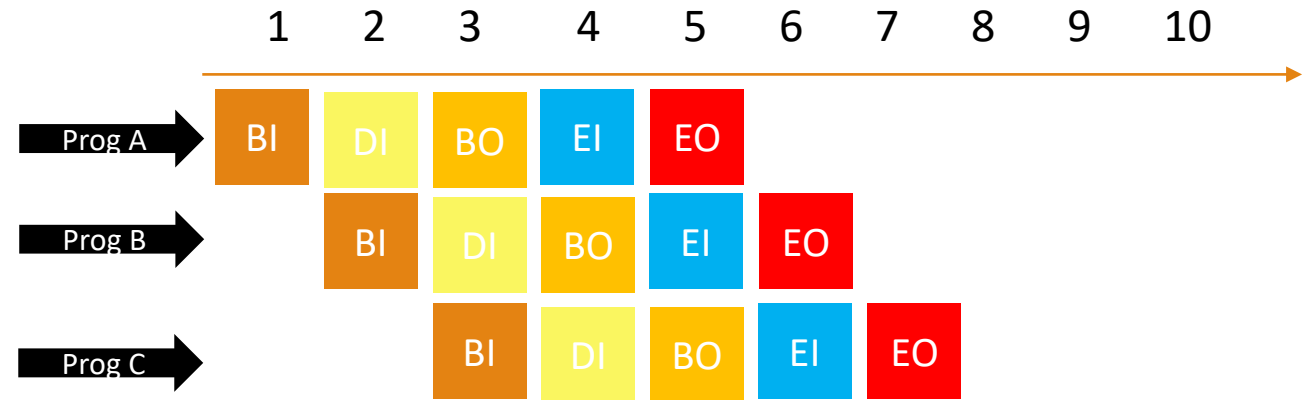 1 2 3 4 5 6 7 8 9 10
Prog A BI DI BO EI EO
Prog B BI DI BO EI EO
Prog C BI DI BO EI EO